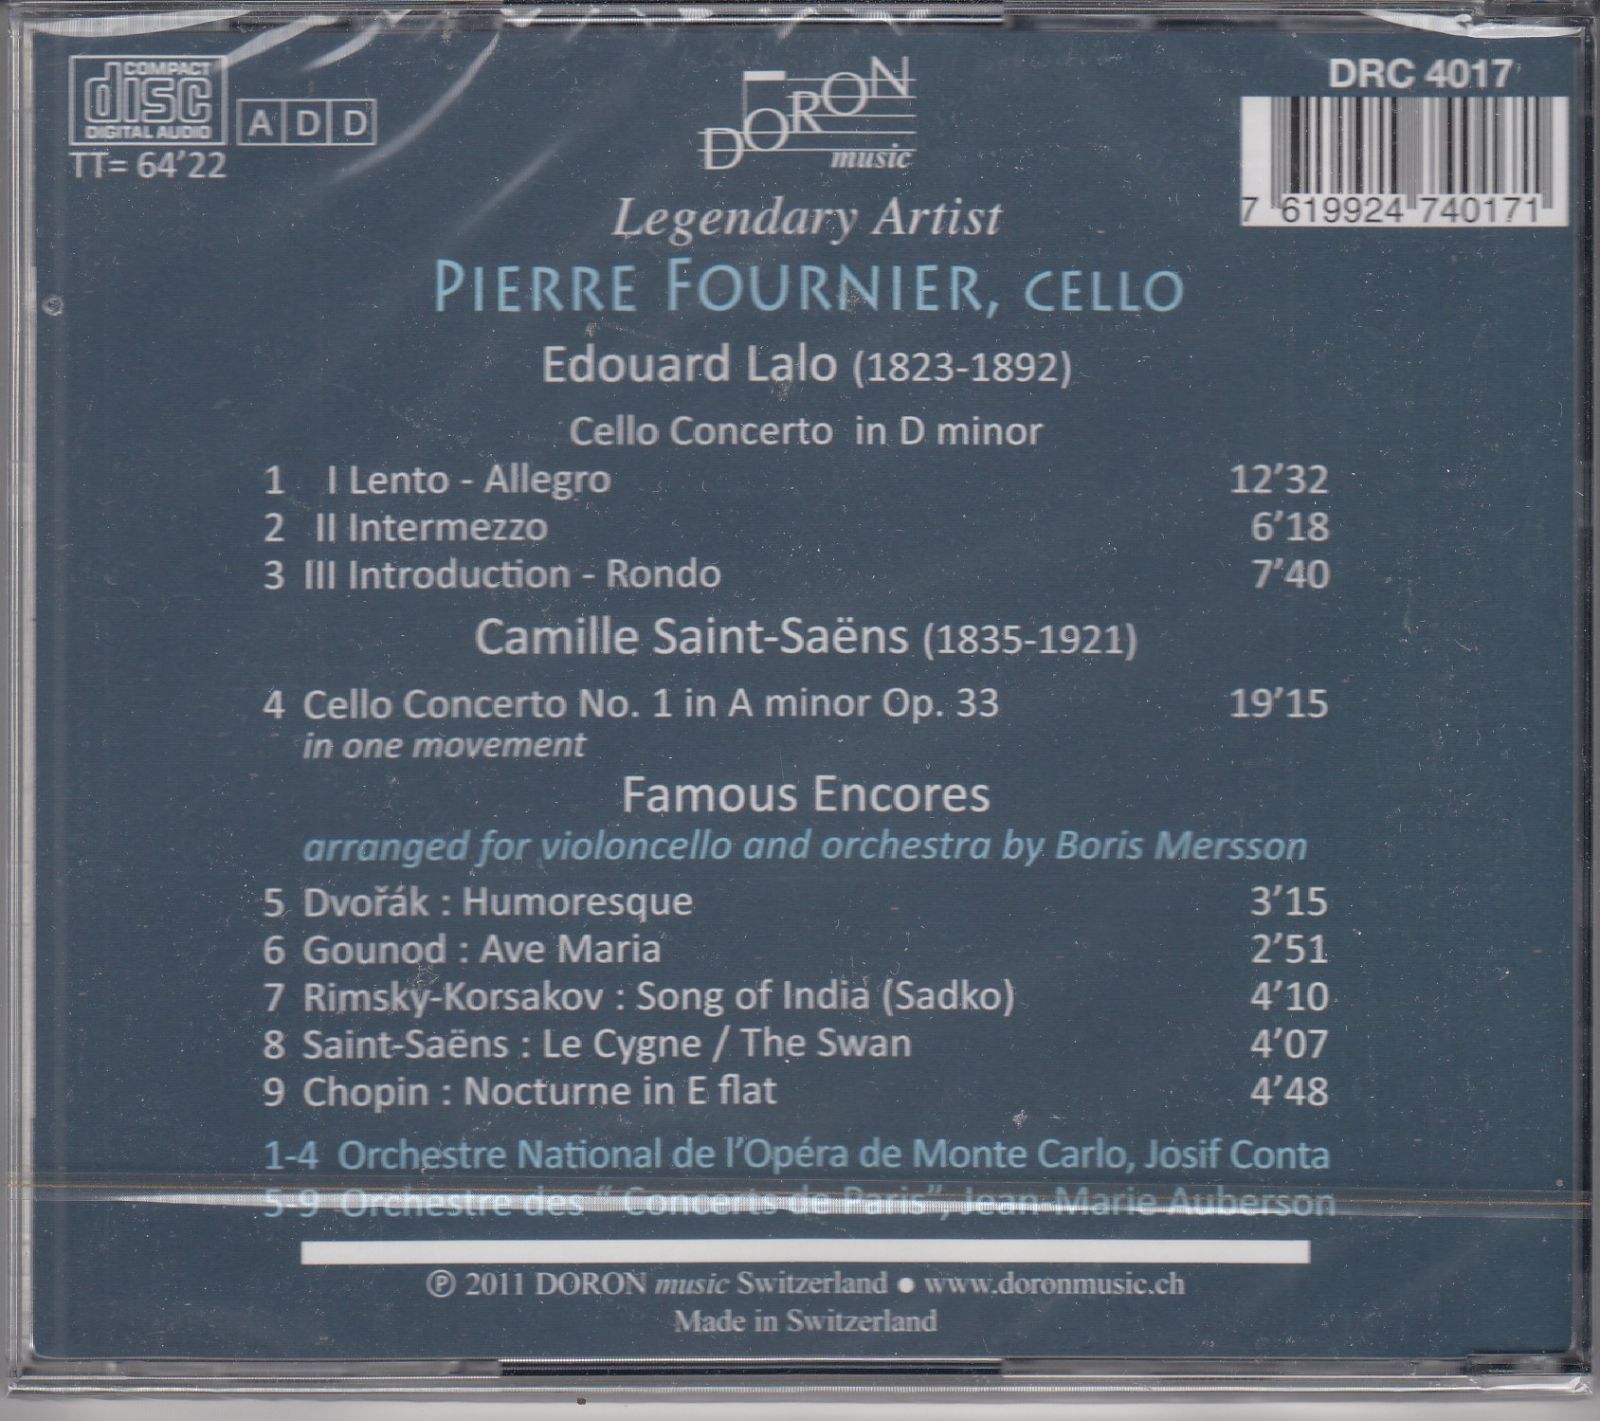 COMPACT
disc
DIGITAL AUDIO
A D D
TT= 64'22
DORON
music
DRC 4017
7 619924 740171
Legendary Artist
PIERRE FOURNIER, CELLO
Edouard Lalo (1823-1892)
Cello Concerto in D minor
1 I Lento - Allegro 12'32
2 II Intermezzo 6'18
3 III Introduction - Rondo 7'40
Camille Saint-Saëns (1835-1921)
4 Cello Concerto No. 1 in A minor Op. 33 19'15
in one movement
Famous Encores
arranged for violoncello and orchestra by Boris Mersson
5 Dvořák : Humoresque 3'15
6 Gounod : Ave Maria 2'51
7 Rimsky-Korsakov : Song of India (Sadko) 4'10
8 Saint-Saëns : Le Cygne / The Swan 4'07
9 Chopin : Nocturne in E flat 4'48
1-4 Orchestre National de l'Opéra de Monte Carlo, Josif Conta
5-9 Orchestre des " Concerts de Paris", Jean-Marie Auberson
℗ 2011 DORON music Switzerland ● www.doronmusic.ch
Made in Switzerland